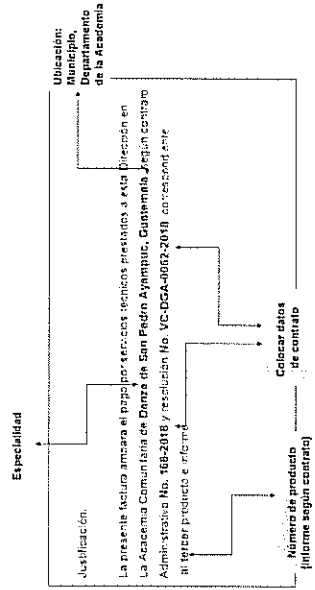 Especialidad
Ubicación:
Municipio,
Departamento
de la Academia
Justificación.
La presente factura ampara el pago por servicios técnicos prestados a esta Dirección en
La Academia Comunitaria de Danza de San Pedro Ayampuc, Guatemala según contrato
Administrativo No. 168-2018 y resolución No. VC-DGA-0062-2018 correspondiente
al tercer producto e informe
Colocar datos
de contrato
Número de producto
(informe según contrato)